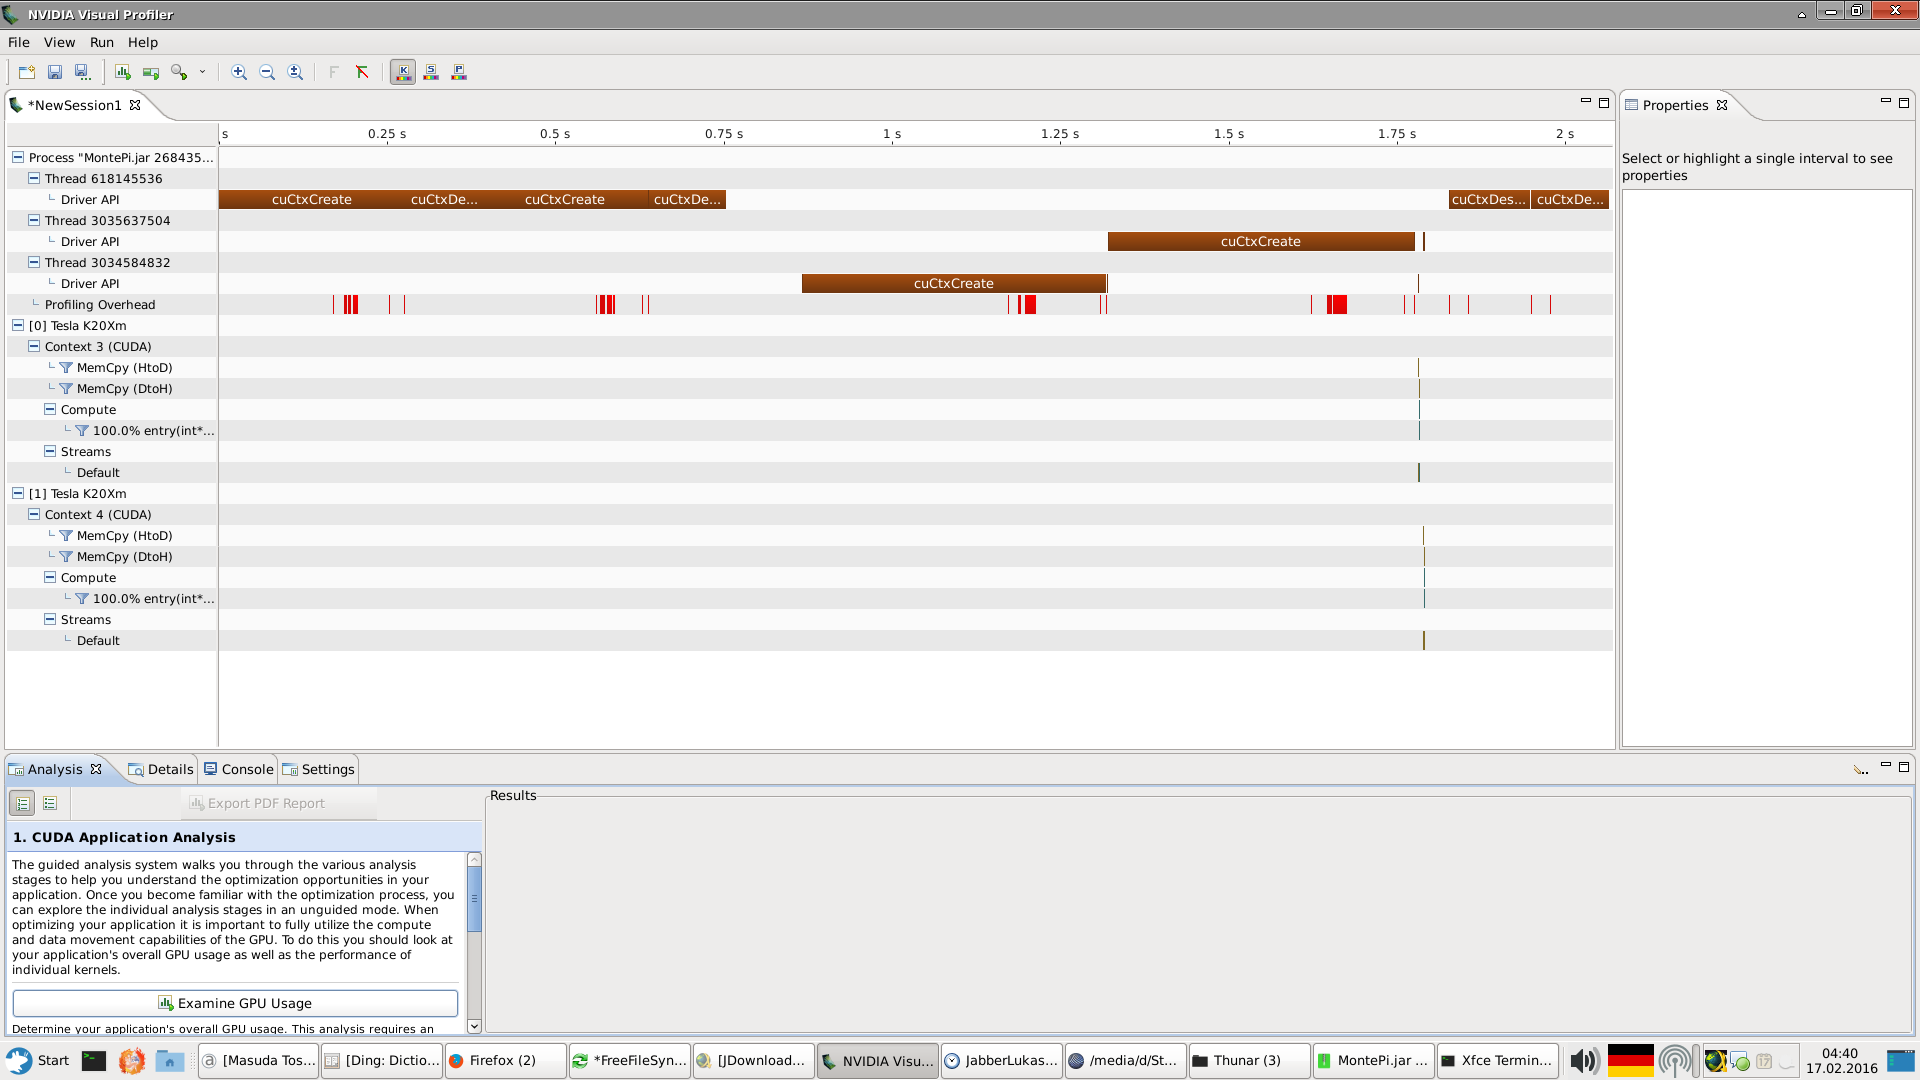 NVIDIA Visual Profiler
File View Run Help
*NewSession1
s 0.25 s 0.5 s 0.75 s 1 s 1.25 s 1.5 s 1.75 s 2 s
Process "MontePi.jar 268435...
Thread 618145536
Driver API cuCtxCreate cuCtxDe... cuCtxCreate cuCtxDe... cuCtxDes... cuCtxDe...
Thread 3035637504
Driver API cuCtxCreate
Thread 3034584832
Driver API cuCtxCreate
Profiling Overhead
[0] Tesla K20Xm
Context 3 (CUDA)
MemCpy (HtoD)
MemCpy (DtoH)
Compute
100.0% entry(int*...
Streams
Default
[1] Tesla K20Xm
Context 4 (CUDA)
MemCpy (HtoD)
MemCpy (DtoH)
Compute
100.0% entry(int*...
Streams
Default
Properties
Select or highlight a single interval to see
properties
Analysis Details Console Settings
Export PDF Report
1. CUDA Application Analysis
The guided analysis system walks you through the various analysis
stages to help you understand the optimization opportunities in your
application. Once you become familiar with the optimization process, you
can explore the individual analysis stages in an unguided mode. When
optimizing your application it is important to fully utilize the compute
and data movement capabilities of the GPU. To do this you should look at
your application's overall GPU usage as well as the performance of
individual kernels.
Examine GPU Usage
Determine your application's overall GPU usage. This analysis requires an
Results
Start [Masuda Tos... [Ding: Dictio... Firefox (2) *FreeFileSyn... [JDownload... NVIDIA Visu... JabberLukas... /media/d/St... Thunar (3) MontePi.jar ... Xfce Termin...
04:40
17.02.2016